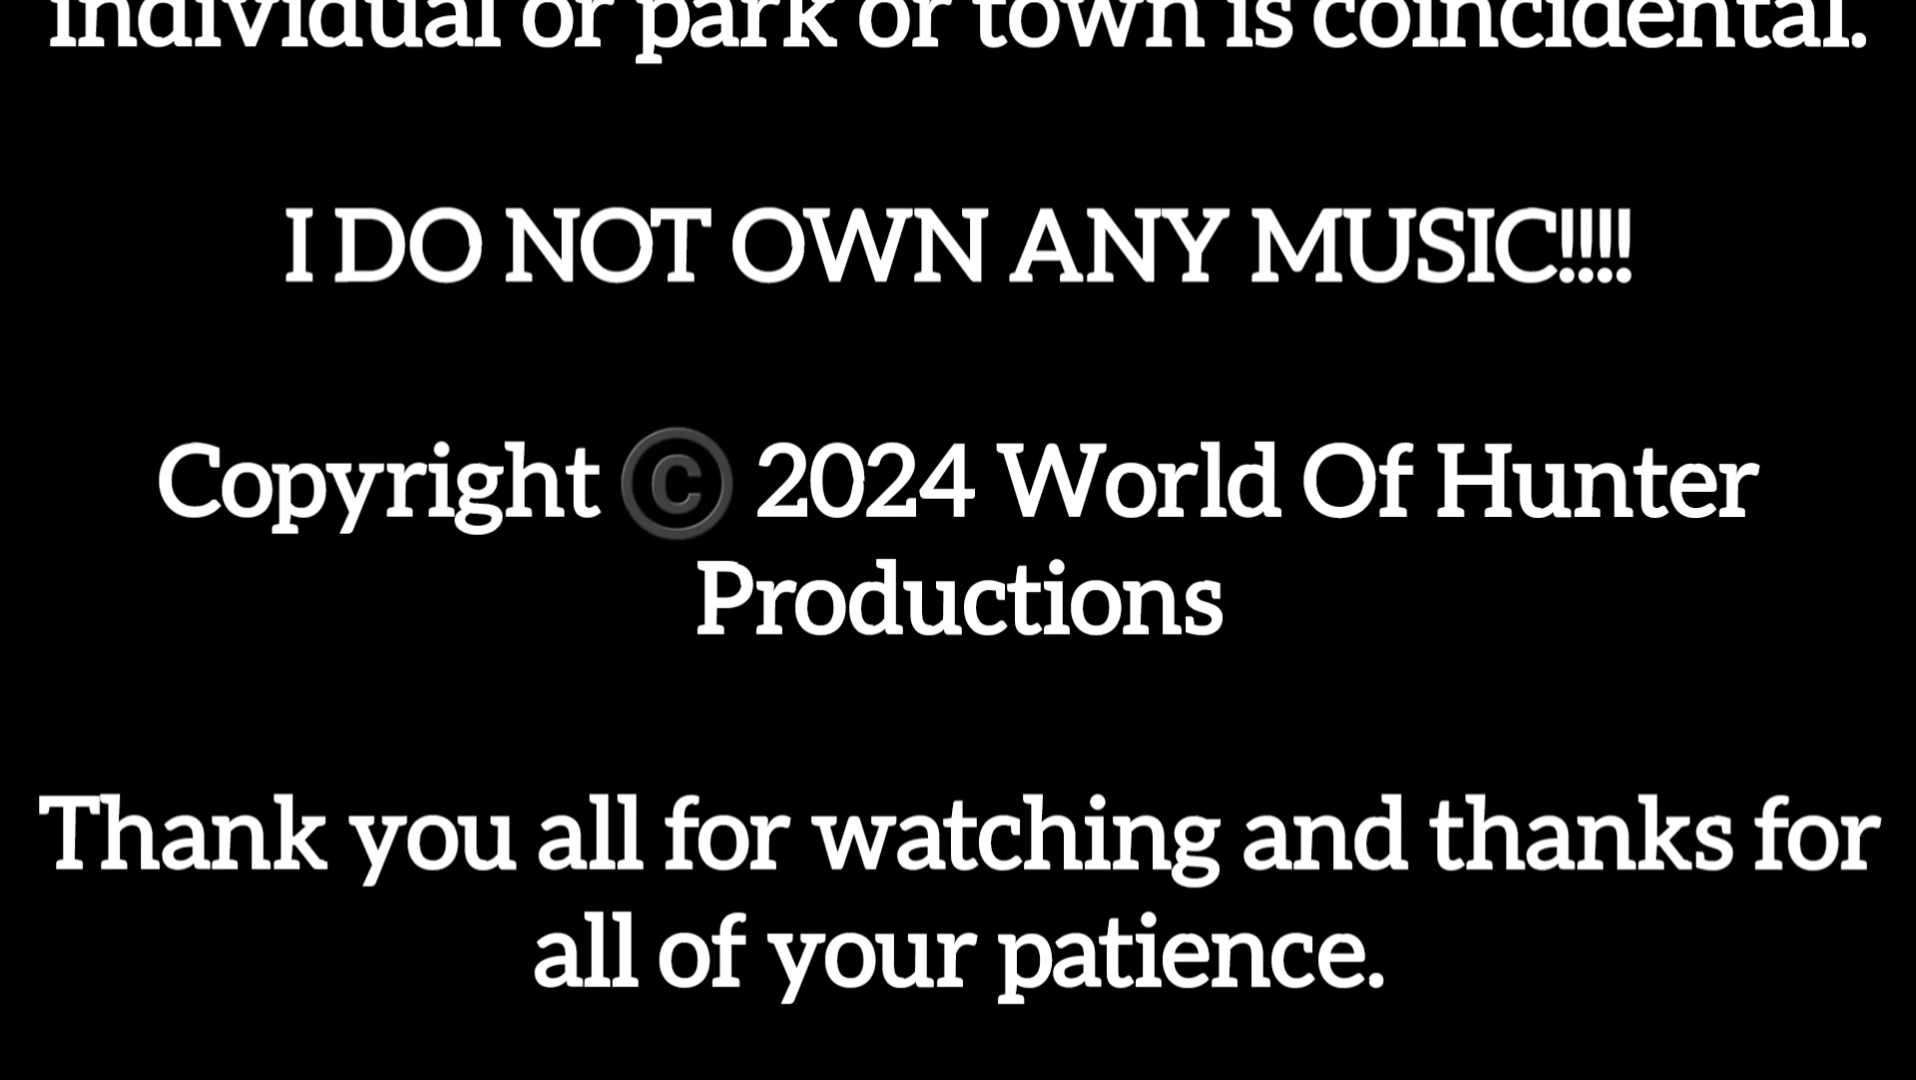 individual or park or town is coincidental.
I DO NOT OWN ANY MUSIC!!!!
Copyright © 2024 World Of Hunter
Productions
Thank you all for watching and thanks for
all of your patience.